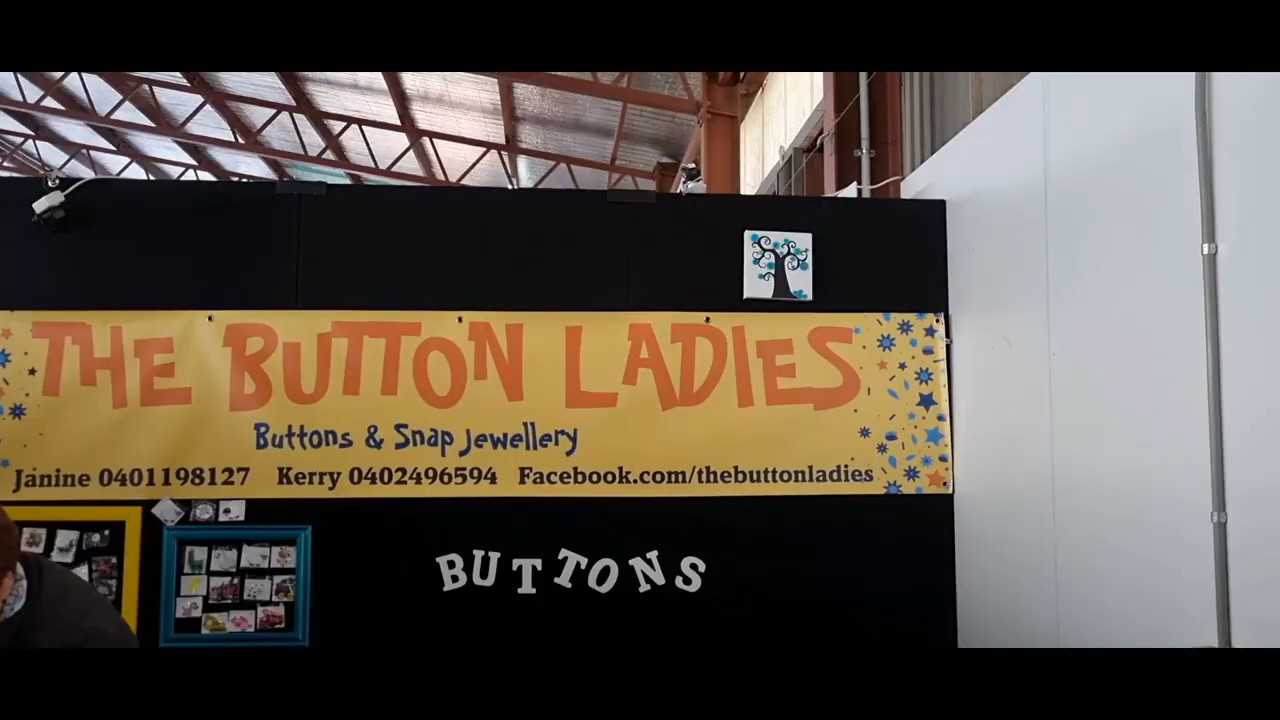 THE BUTTON LADIES
Buttons & Snap Jewellery
Janine 0401198127 Kerry 0402496594 Facebook.com/thebuttonladies
BUTTONS